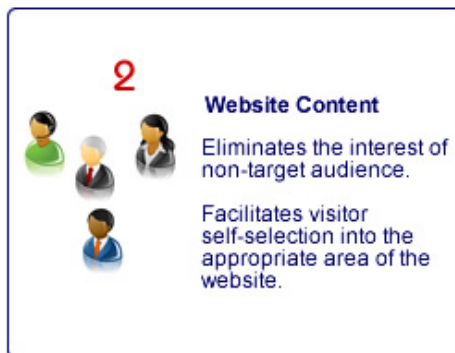 2
Website Content
Eliminates the interest of
non-target audience.
Facilitates visitor
self-selection into the
appropriate area of the
website.